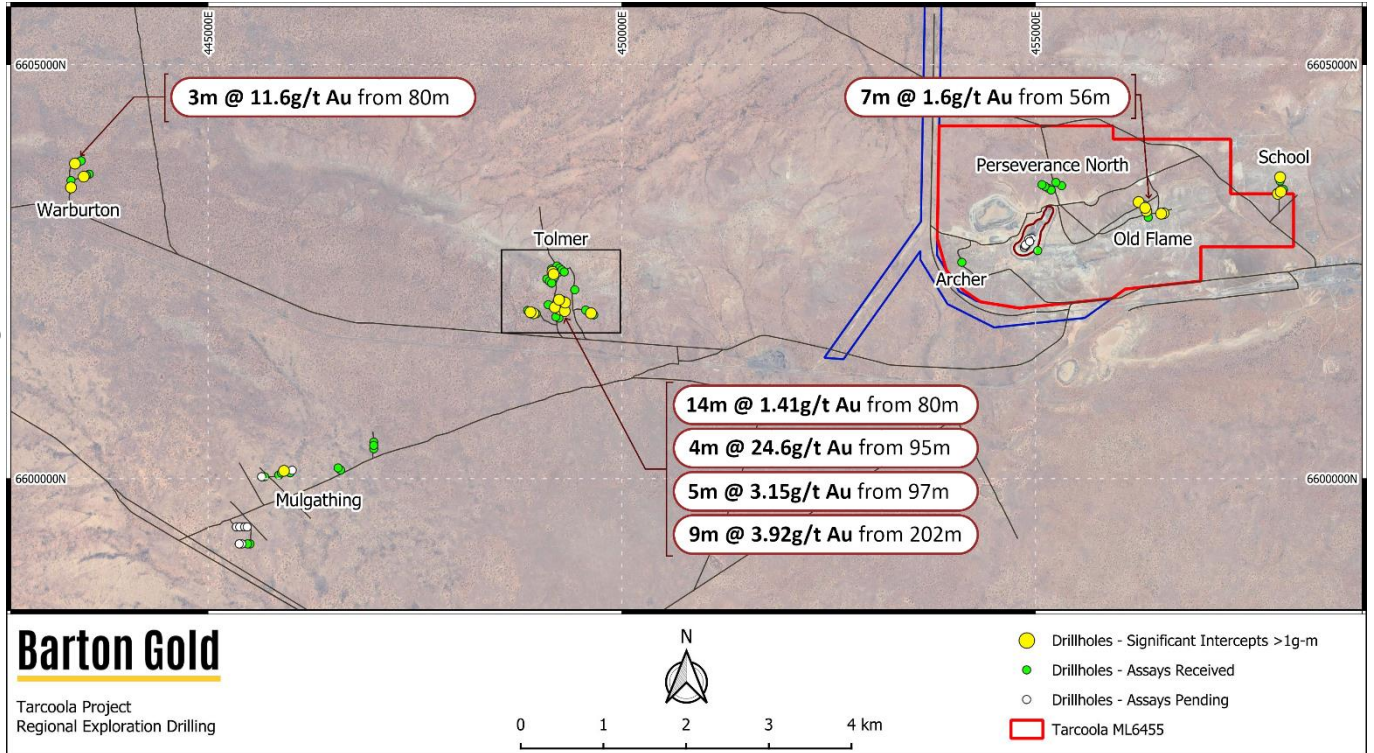 445000E
450000E
455000E
6605000N
6605000N
3m @ 11.6g/t Au from 80m
7m @ 1.6g/t Au from 56m
Perseverance North
School
Warburton
Tolmer
Old Flame
Archer
14m @ 1.41g/t Au from 80m
4m @ 24.6g/t Au from 95m
5m @ 3.15g/t Au from 97m
9m @ 3.92g/t Au from 202m
6600000N
6600000N
Mulgathing
Barton Gold
Tarcoola Project
Regional Exploration Drilling
N
0 1 2 3 4 km
Drillholes - Significant Intercepts >1g-m
Drillholes - Assays Received
Drillholes - Assays Pending
Tarcoola ML6455